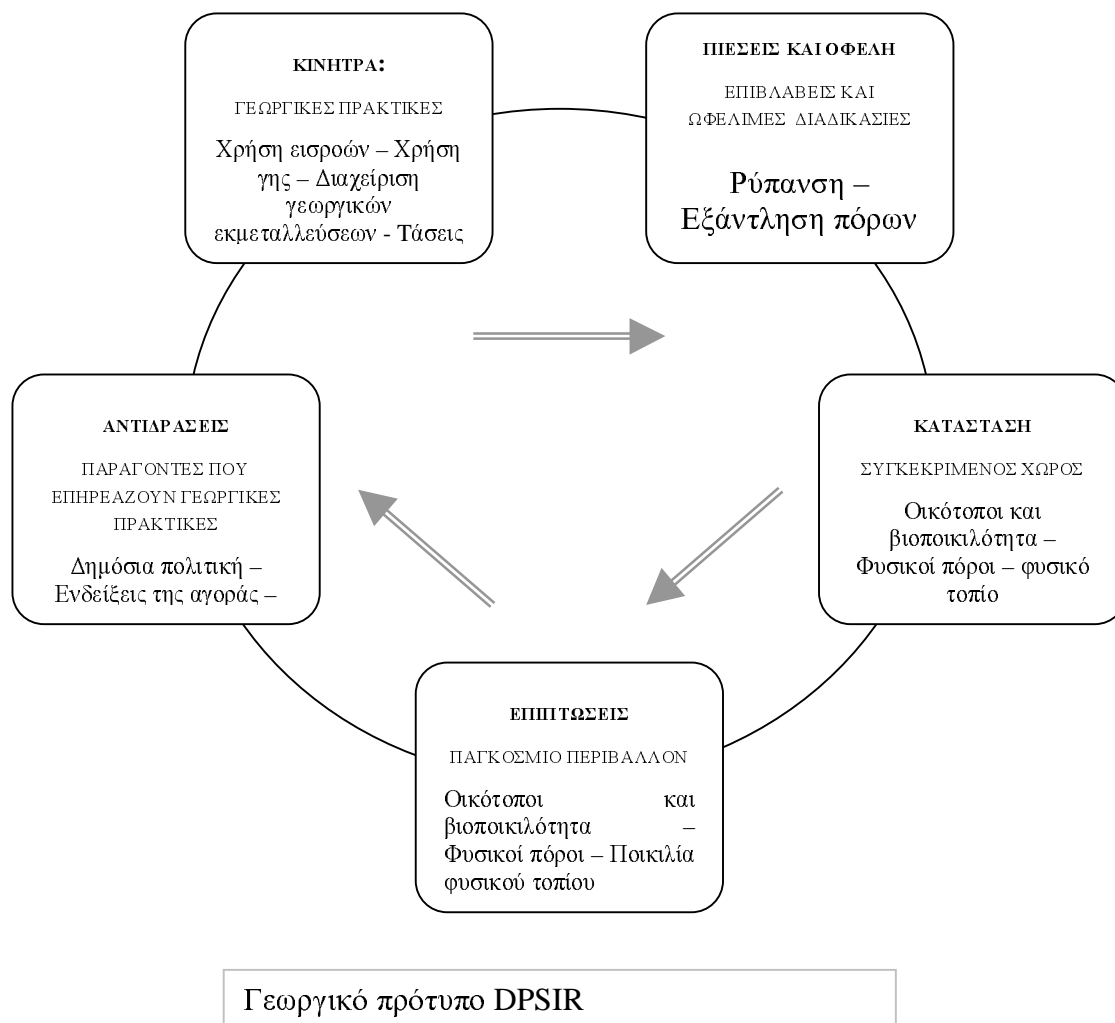 ΚΙΝΗΤΡΑ:
ΓΕΩΡΓΙΚΕΣ ΠΡΑΚΤΙΚΕΣ
Χρήση εισροών – Χρήση
γης – Διαχείριση
γεωργικών
εκμεταλλεύσεων - Τάσεις
ΠΙΕΣΕΙΣ ΚΑΙ ΟΦΕΛΗ
ΕΠΙΒΛΑΒΕΙΣ ΚΑΙ
ΩΦΕΛΙΜΕΣ ΔΙΑΔΙΚΑΣΙΕΣ
Ρύπανση –
Εξάντληση πόρων
ΚΑΤΑΣΤΑΣΗ
ΣΥΓΚΕΚΡΙΜΕΝΟΣ ΧΩΡΟΣ
Οικότοποι και
βιοποικιλότητα –
Φυσικοί πόροι – φυσικό
τοπίο
ΕΠΙΠΤΩΣΕΙΣ
ΠΑΓΚΟΣΜΙΟ ΠΕΡΙΒΑΛΛΟΝ
Οικότοποι και
βιοποικιλότητα –
Φυσικοί πόροι – Ποικιλία
φυσικού τοπίου
ΑΝΤΙΔΡΑΣΕΙΣ
ΠΑΡΑΓΟΝΤΕΣ ΠΟΥ
ΕΠΗΡΕΑΖΟΥΝ ΓΕΩΡΓΙΚΕΣ
ΠΡΑΚΤΙΚΕΣ
Δημόσια πολιτική –
Ενδείξεις της αγοράς –
Γεωργικό πρότυπο DPSIR